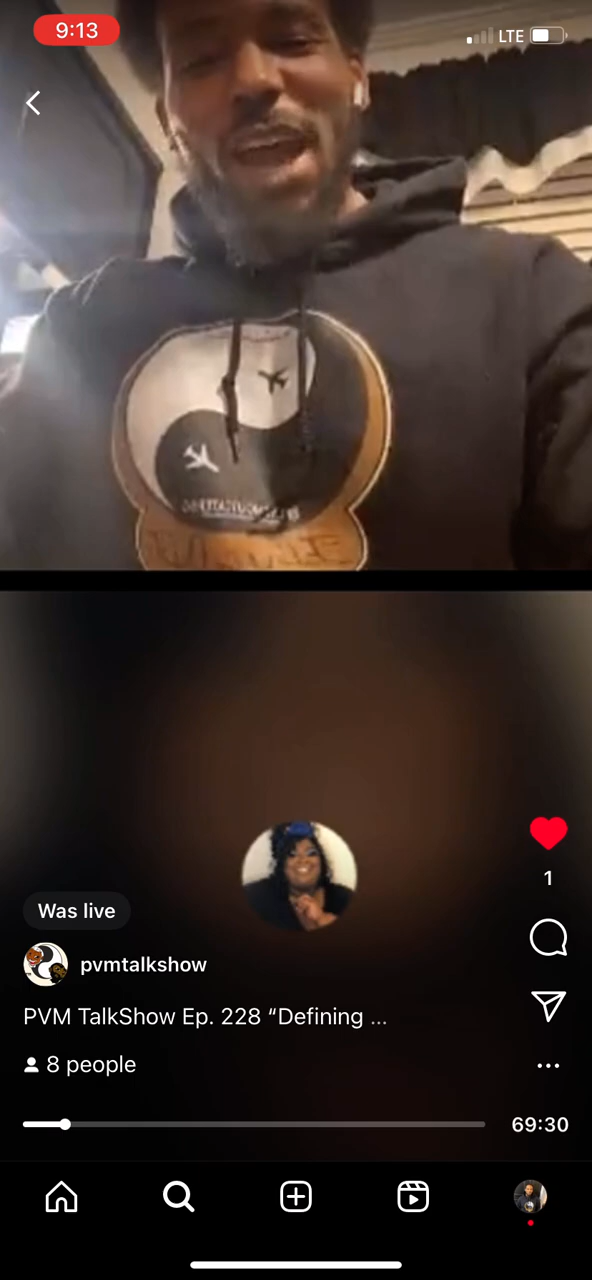 9:13
LTE
Was live
pvmtalkshow
PVM TalkShow Ep. 228 “Defining ...
8 people
1
69:30